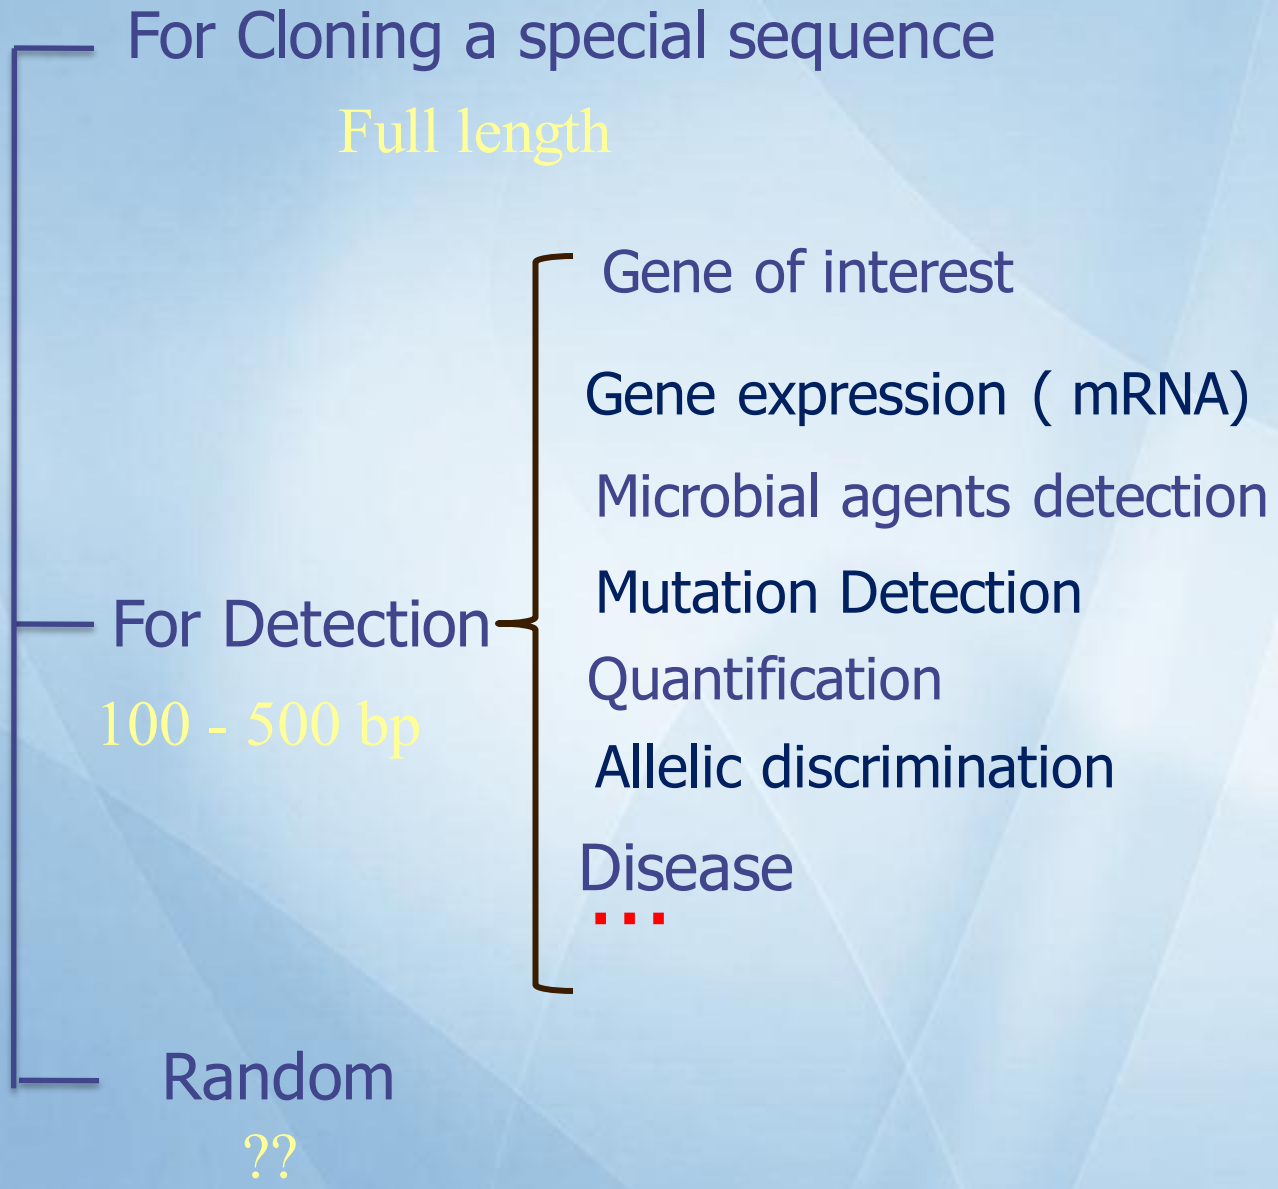 For Cloning a special sequence
Full length
Gene of interest
Gene expression ( mRNA)
Microbial agents detection
Mutation Detection
For Detection
Quantification
100 - 500 bp
Allelic discrimination
Disease
...
Random
??